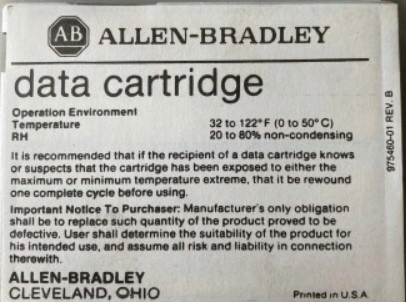 AB ALLEN-BRADLEY
data cartridge
Operation Environment
Temperature 32 to 122°F (0 to 50°C)
RH 20 to 80% non-condensing
It is recommended that if the recipient of a data cartridge knows
or suspects that the cartridge has been exposed to either the
maximum or minimum temperature extreme, that it be rewound
one complete cycle before using.
Important Notice To Purchaser: Manufacturer's only obligation
shall be to replace such quantity of the product proved to be
defective. User shall determine the suitability of the product for
his intended use, and assume all risk and liability in connection
therewith.
ALLEN-BRADLEY
CLEVELAND, OHIO
Printed in U.S.A
975460-01 REV. B